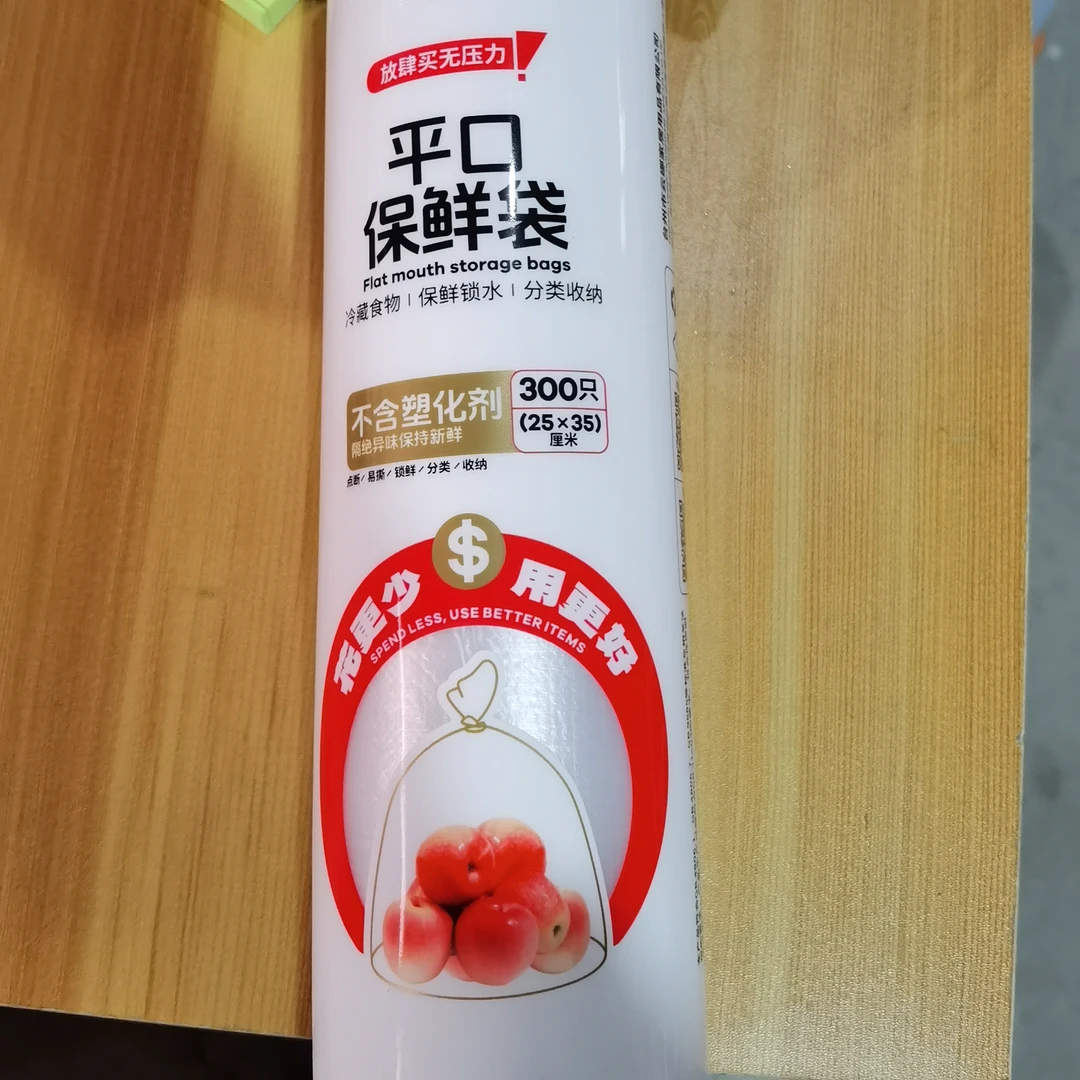 放肆买无压力!
平口
保鲜袋
Flat mouth storage bags
冷藏食物 | 保鲜锁水 | 分类收纳
不含塑化剂
隔绝异味保持新鲜
300只
(25×35)
厘米
点断/易撕/锁鲜/分类/收纳
$
花更少 用更好
SPEND LESS, USE BETTER ITEMS